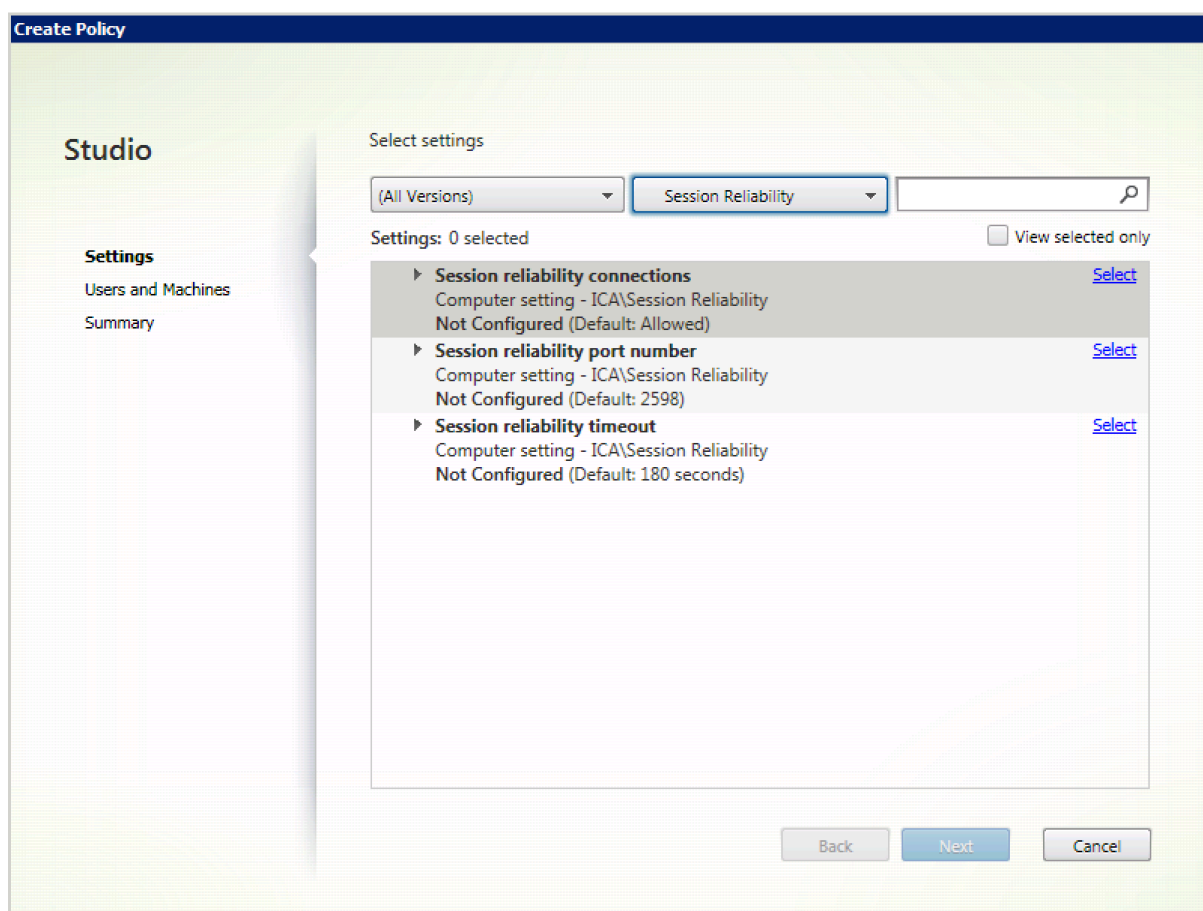 Create Policy
Studio
Select settings
(All Versions)
Session Reliability
Settings: 0 selected
View selected only
Settings
Users and Machines
Summary
Session reliability connections
Select
Computer setting - ICA\Session Reliability
Not Configured (Default: Allowed)
Session reliability port number
Select
Computer setting - ICA\Session Reliability
Not Configured (Default: 2598)
Session reliability timeout
Select
Computer setting - ICA\Session Reliability
Not Configured (Default: 180 seconds)
Back
Next
Cancel